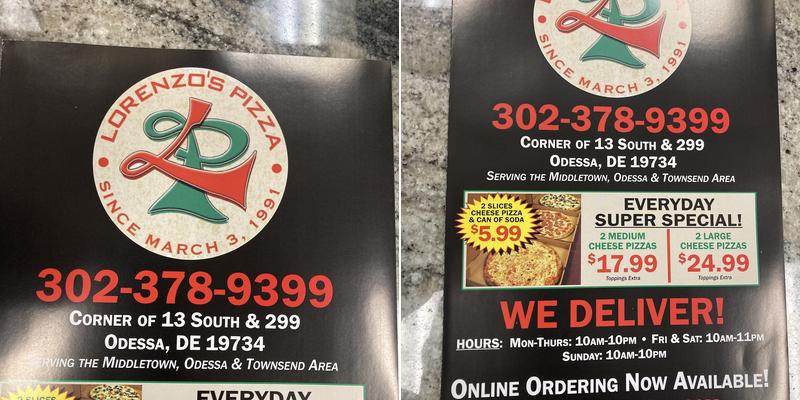 LORENZO'S PIZZA
SINCE MARCH 3, 1991
302-378-9399
CORNER OF 13 SOUTH & 299
ODESSA, DE 19734
SERVING THE MIDDLETOWN, ODESSA & TOWNSEND AREA
2 SLICES
EVERYDAY
SINCE MARCH 3, 1991
302-378-9399
CORNER OF 13 SOUTH & 299
ODESSA, DE 19734
SERVING THE MIDDLETOWN, ODESSA & TOWNSEND AREA
2 SLICES
CHEESE PIZZA
& CAN OF SODA
$5.99
EVERYDAY
SUPER SPECIAL!
2 MEDIUM
CHEESE PIZZAS
$17.99
Toppings Extra
2 LARGE
CHEESE PIZZAS
$24.99
Toppings Extra
WE DELIVER!
HOURS: MON-THURS: 10AM-10PM • FRI & SAT: 10AM-11PM
SUNDAY: 10AM-10PM
ONLINE ORDERING NOW AVAILABLE!